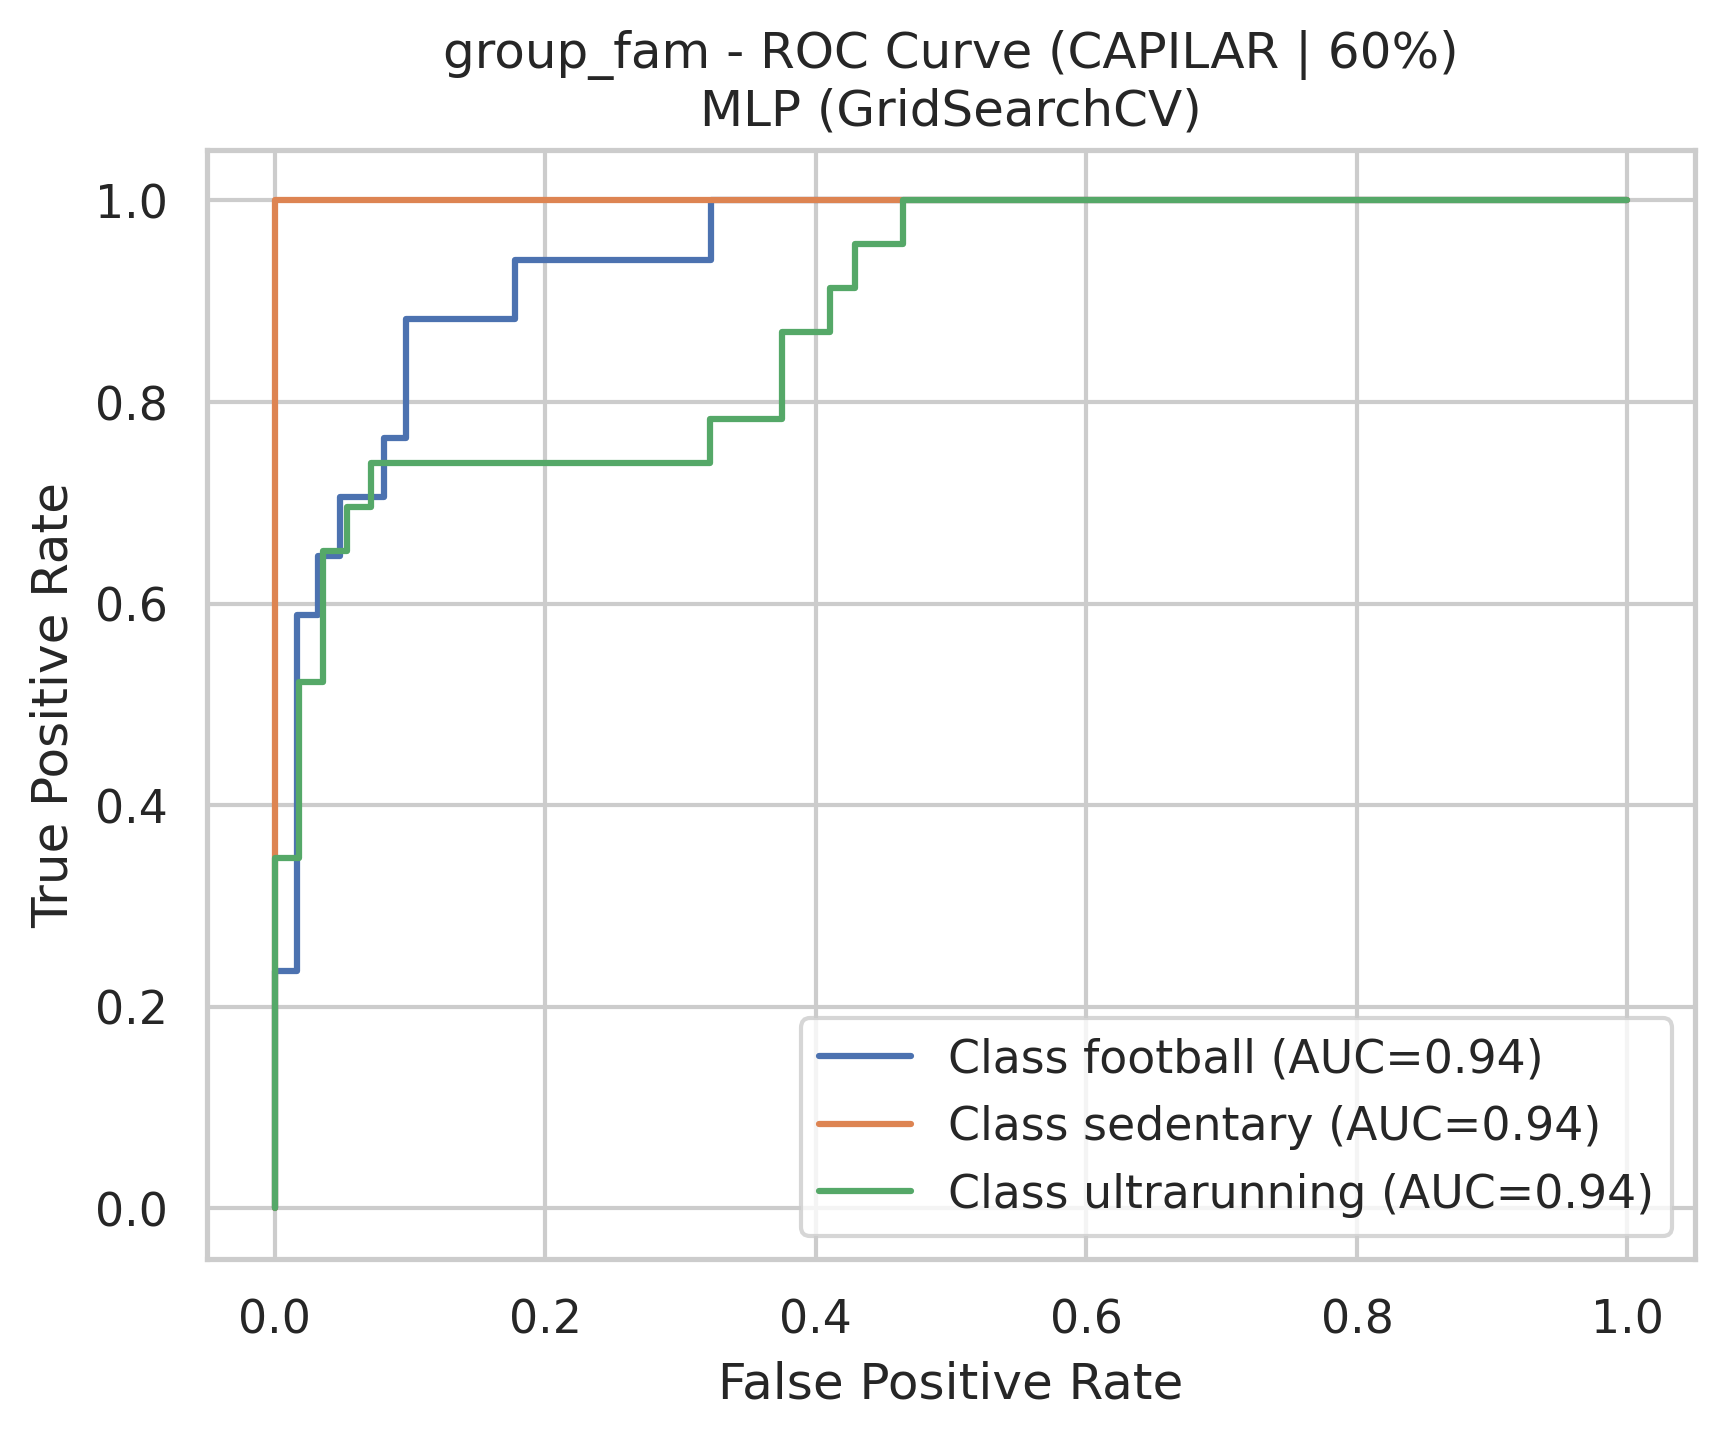 group_fam - ROC Curve (CAPILAR | 60%)
MLP (GridSearchCV)
1.0
0.8
0.6
0.4
0.2
0.0
True Positive Rate
Class football (AUC=0.94)
Class sedentary (AUC=0.94)
Class ultrarunning (AUC=0.94)
0.0 0.2 0.4 0.6 0.8 1.0
False Positive Rate